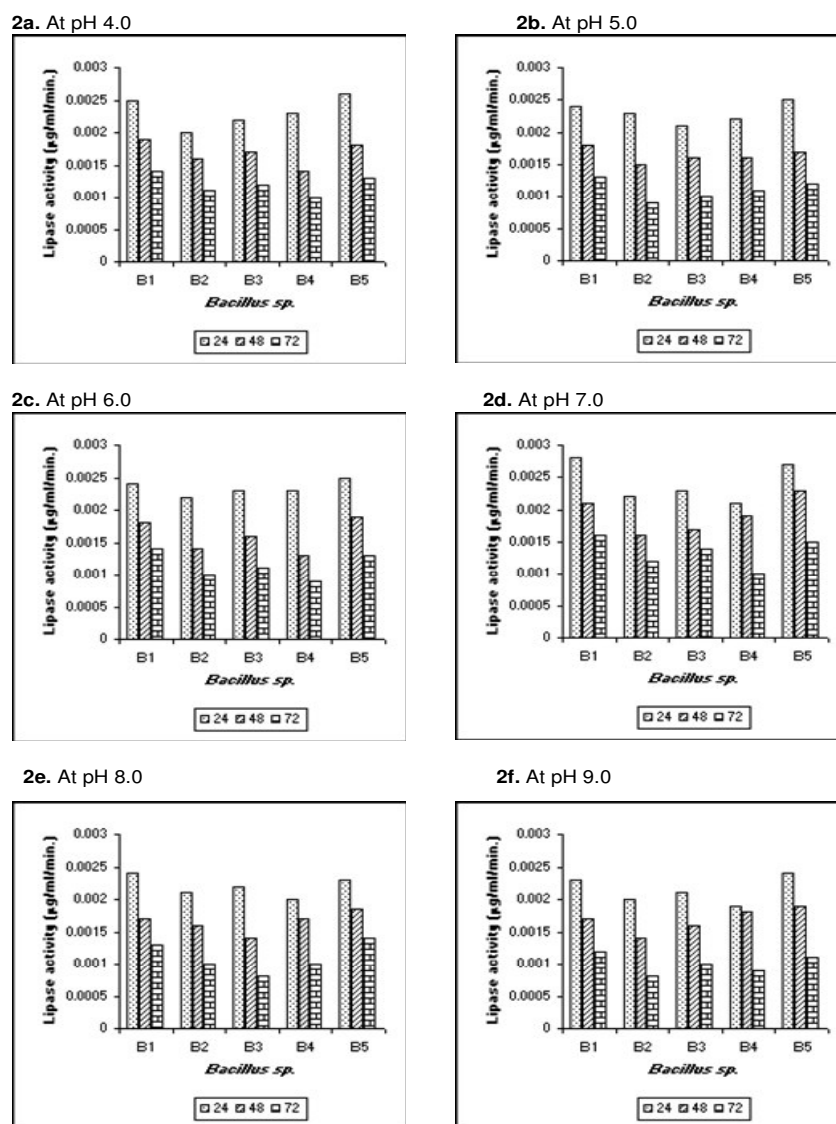 2a. At pH 4.0
Lipase activity (µg/ml/min.)
0.003
0.0025
0.002
0.0015
0.001
0.0005
0
B1 B2 B3 B4 B5
Bacillus sp.
24 48 72
2b. At pH 5.0
Lipase activity (µg/ml/min.)
0.003
0.0025
0.002
0.0015
0.001
0.0005
0
B1 B2 B3 B4 B5
Bacillus sp.
24 48 72
2c. At pH 6.0
Lipase activity (µg/ml/min.)
0.003
0.0025
0.002
0.0015
0.001
0.0005
0
B1 B2 B3 B4 B5
Bacillus sp.
24 48 72
2d. At pH 7.0
Lipase activity (µg/ml/min.)
0.003
0.0025
0.002
0.0015
0.001
0.0005
0
B1 B2 B3 B4 B5
Bacillus sp.
24 48 72
2e. At pH 8.0
Lipase activity (µg/ml/min.)
0.003
0.0025
0.002
0.0015
0.001
0.0005
0
B1 B2 B3 B4 B5
Bacillus sp.
24 48 72
2f. At pH 9.0
Lipase activity (µg/ml/min.)
0.003
0.0025
0.002
0.0015
0.001
0.0005
0
B1 B2 B3 B4 B5
Bacillus sp.
24 48 72